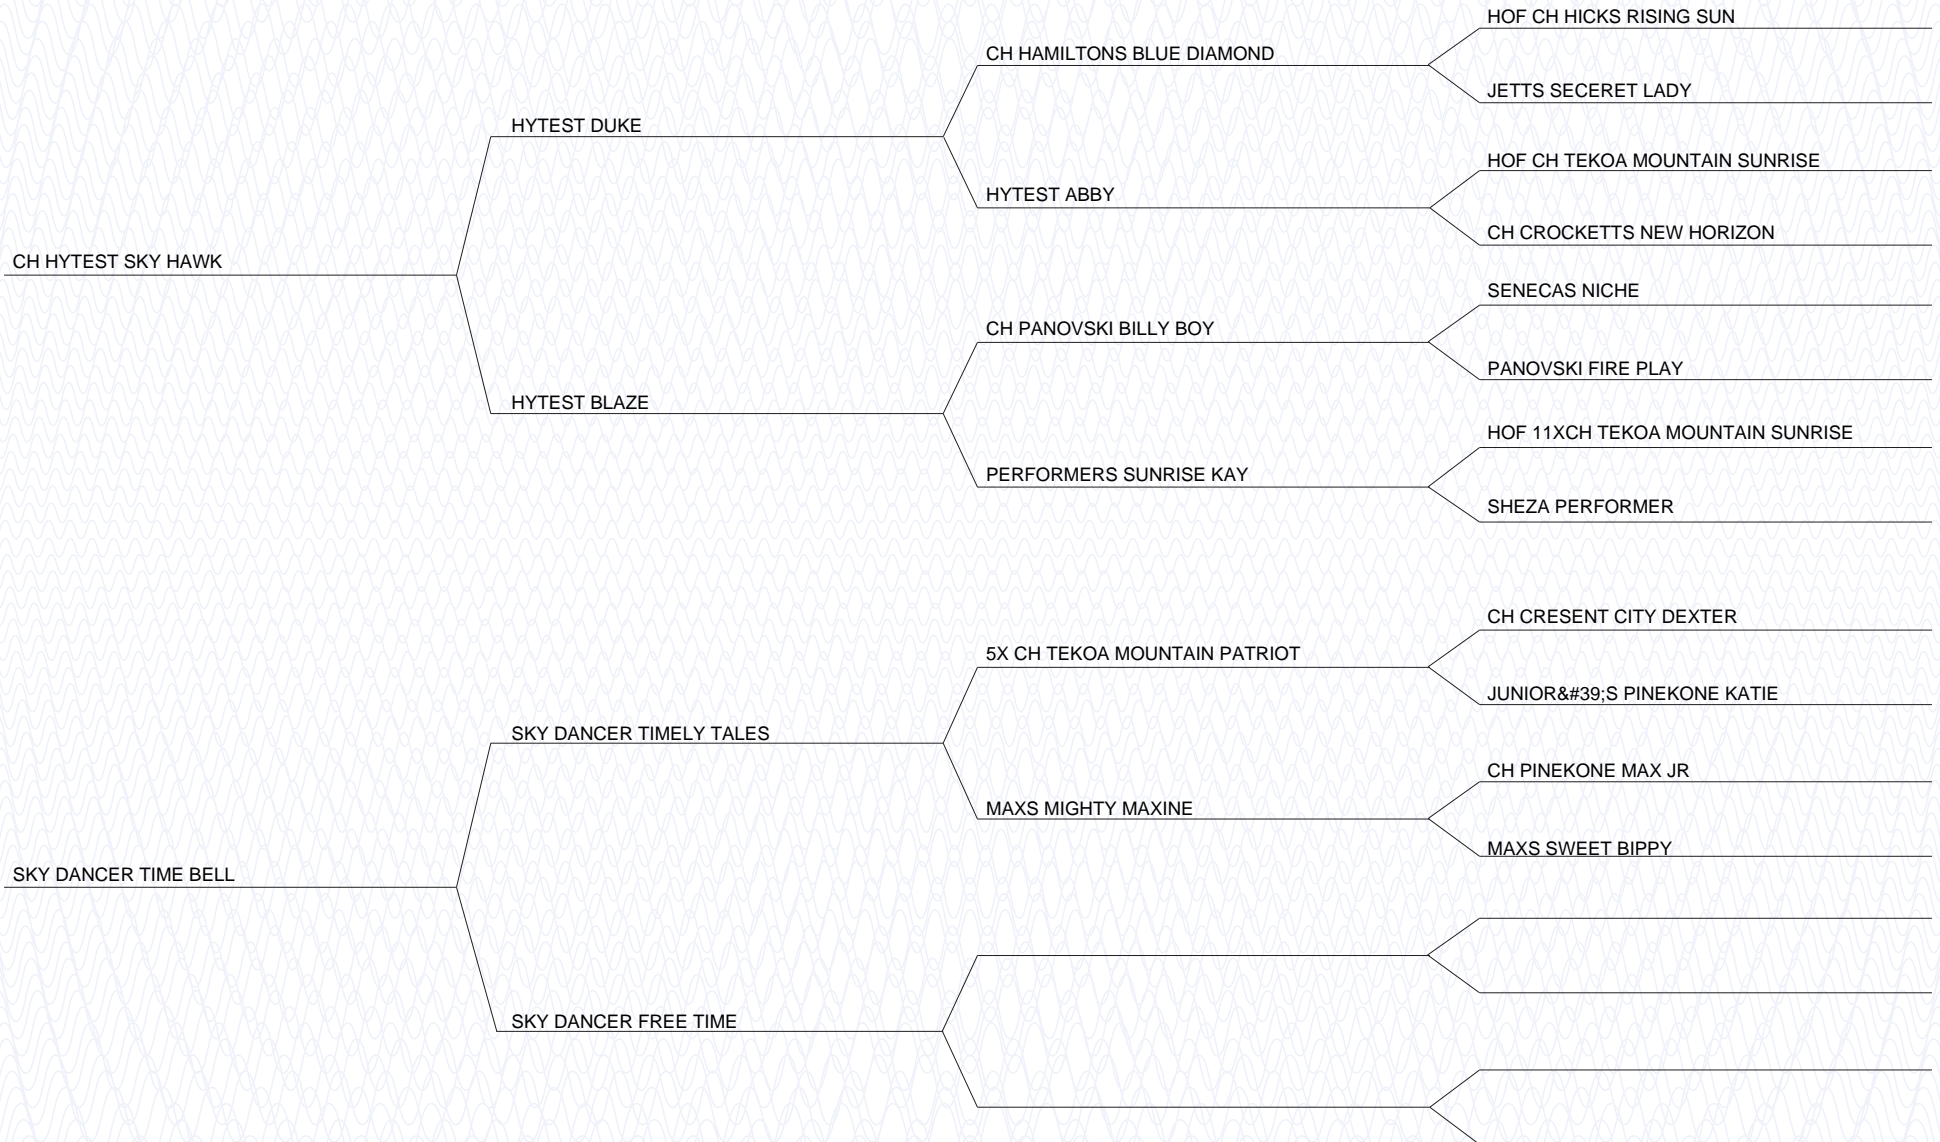 HOF CH HICKS RISING SUN
CH HAMILTONS BLUE DIAMOND
JETTS SECERET LADY
HYTEST DUKE
HOF CH TEKOA MOUNTAIN SUNRISE
HYTEST ABBY
CH CROCKETTS NEW HORIZON
CH HYTEST SKY HAWK
SENECAS NICHE
CH PANOVSKI BILLY BOY
PANOVSKI FIRE PLAY
HYTEST BLAZE
HOF 11XCH TEKOA MOUNTAIN SUNRISE
PERFORMERS SUNRISE KAY
SHEZA PERFORMER
CH CRESENT CITY DEXTER
5X CH TEKOA MOUNTAIN PATRIOT
JUNIOR&#39;S PINEKONE KATIE
SKY DANCER TIMELY TALES
CH PINEKONE MAX JR
MAXS MIGHTY MAXINE
MAXS SWEET BIPPY
SKY DANCER TIME BELL
SKY DANCER FREE TIME